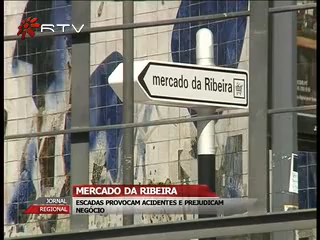 RTV
mercado da Ribeira
MERCADO DA RIBEIRA
JORNAL
REGIONAL
ESCADAS PROVOCAM ACIDENTES E PREJUDICAM
NEGÓCIO